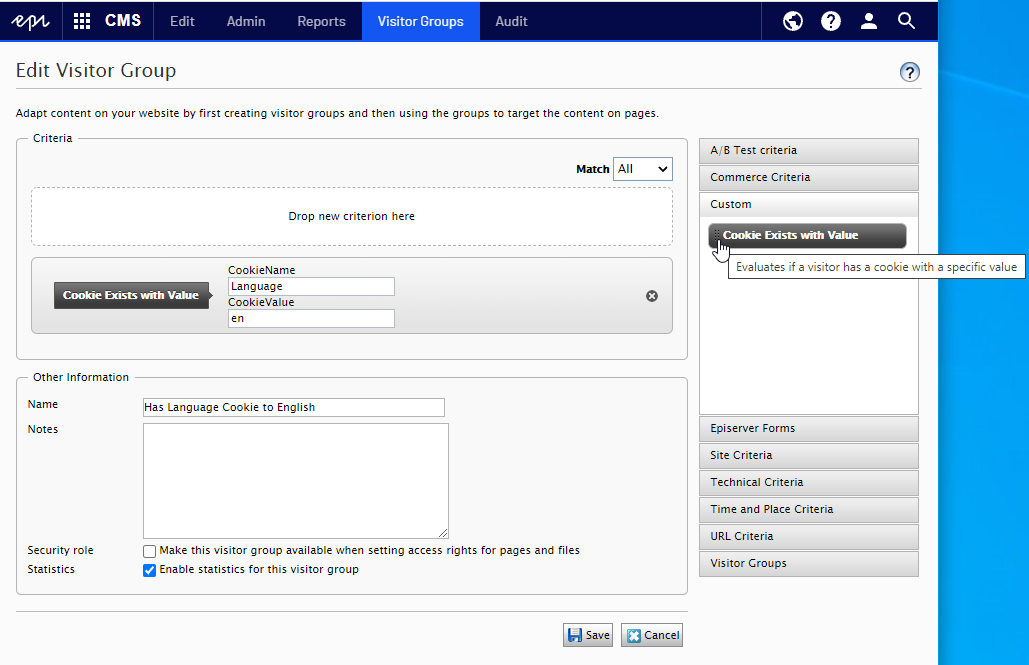 epi CMS Edit Admin Reports Visitor Groups Audit
Edit Visitor Group
Adapt content on your website by first creating visitor groups and then using the groups to target the content on pages.
Criteria
Match All
Drop new criterion here
Cookie Exists with Value
CookieName
Language
CookieValue
en
Other Information
Name
Has Language Cookie to English
Notes
Security role
Make this visitor group available when setting access rights for pages and files
Statistics
Enable statistics for this visitor group
Save Cancel
A/B Test criteria
Commerce Criteria
Custom
Cookie Exists with Value
Evaluates if a visitor has a cookie with a specific value
Episerver Forms
Site Criteria
Technical Criteria
Time and Place Criteria
URL Criteria
Visitor Groups